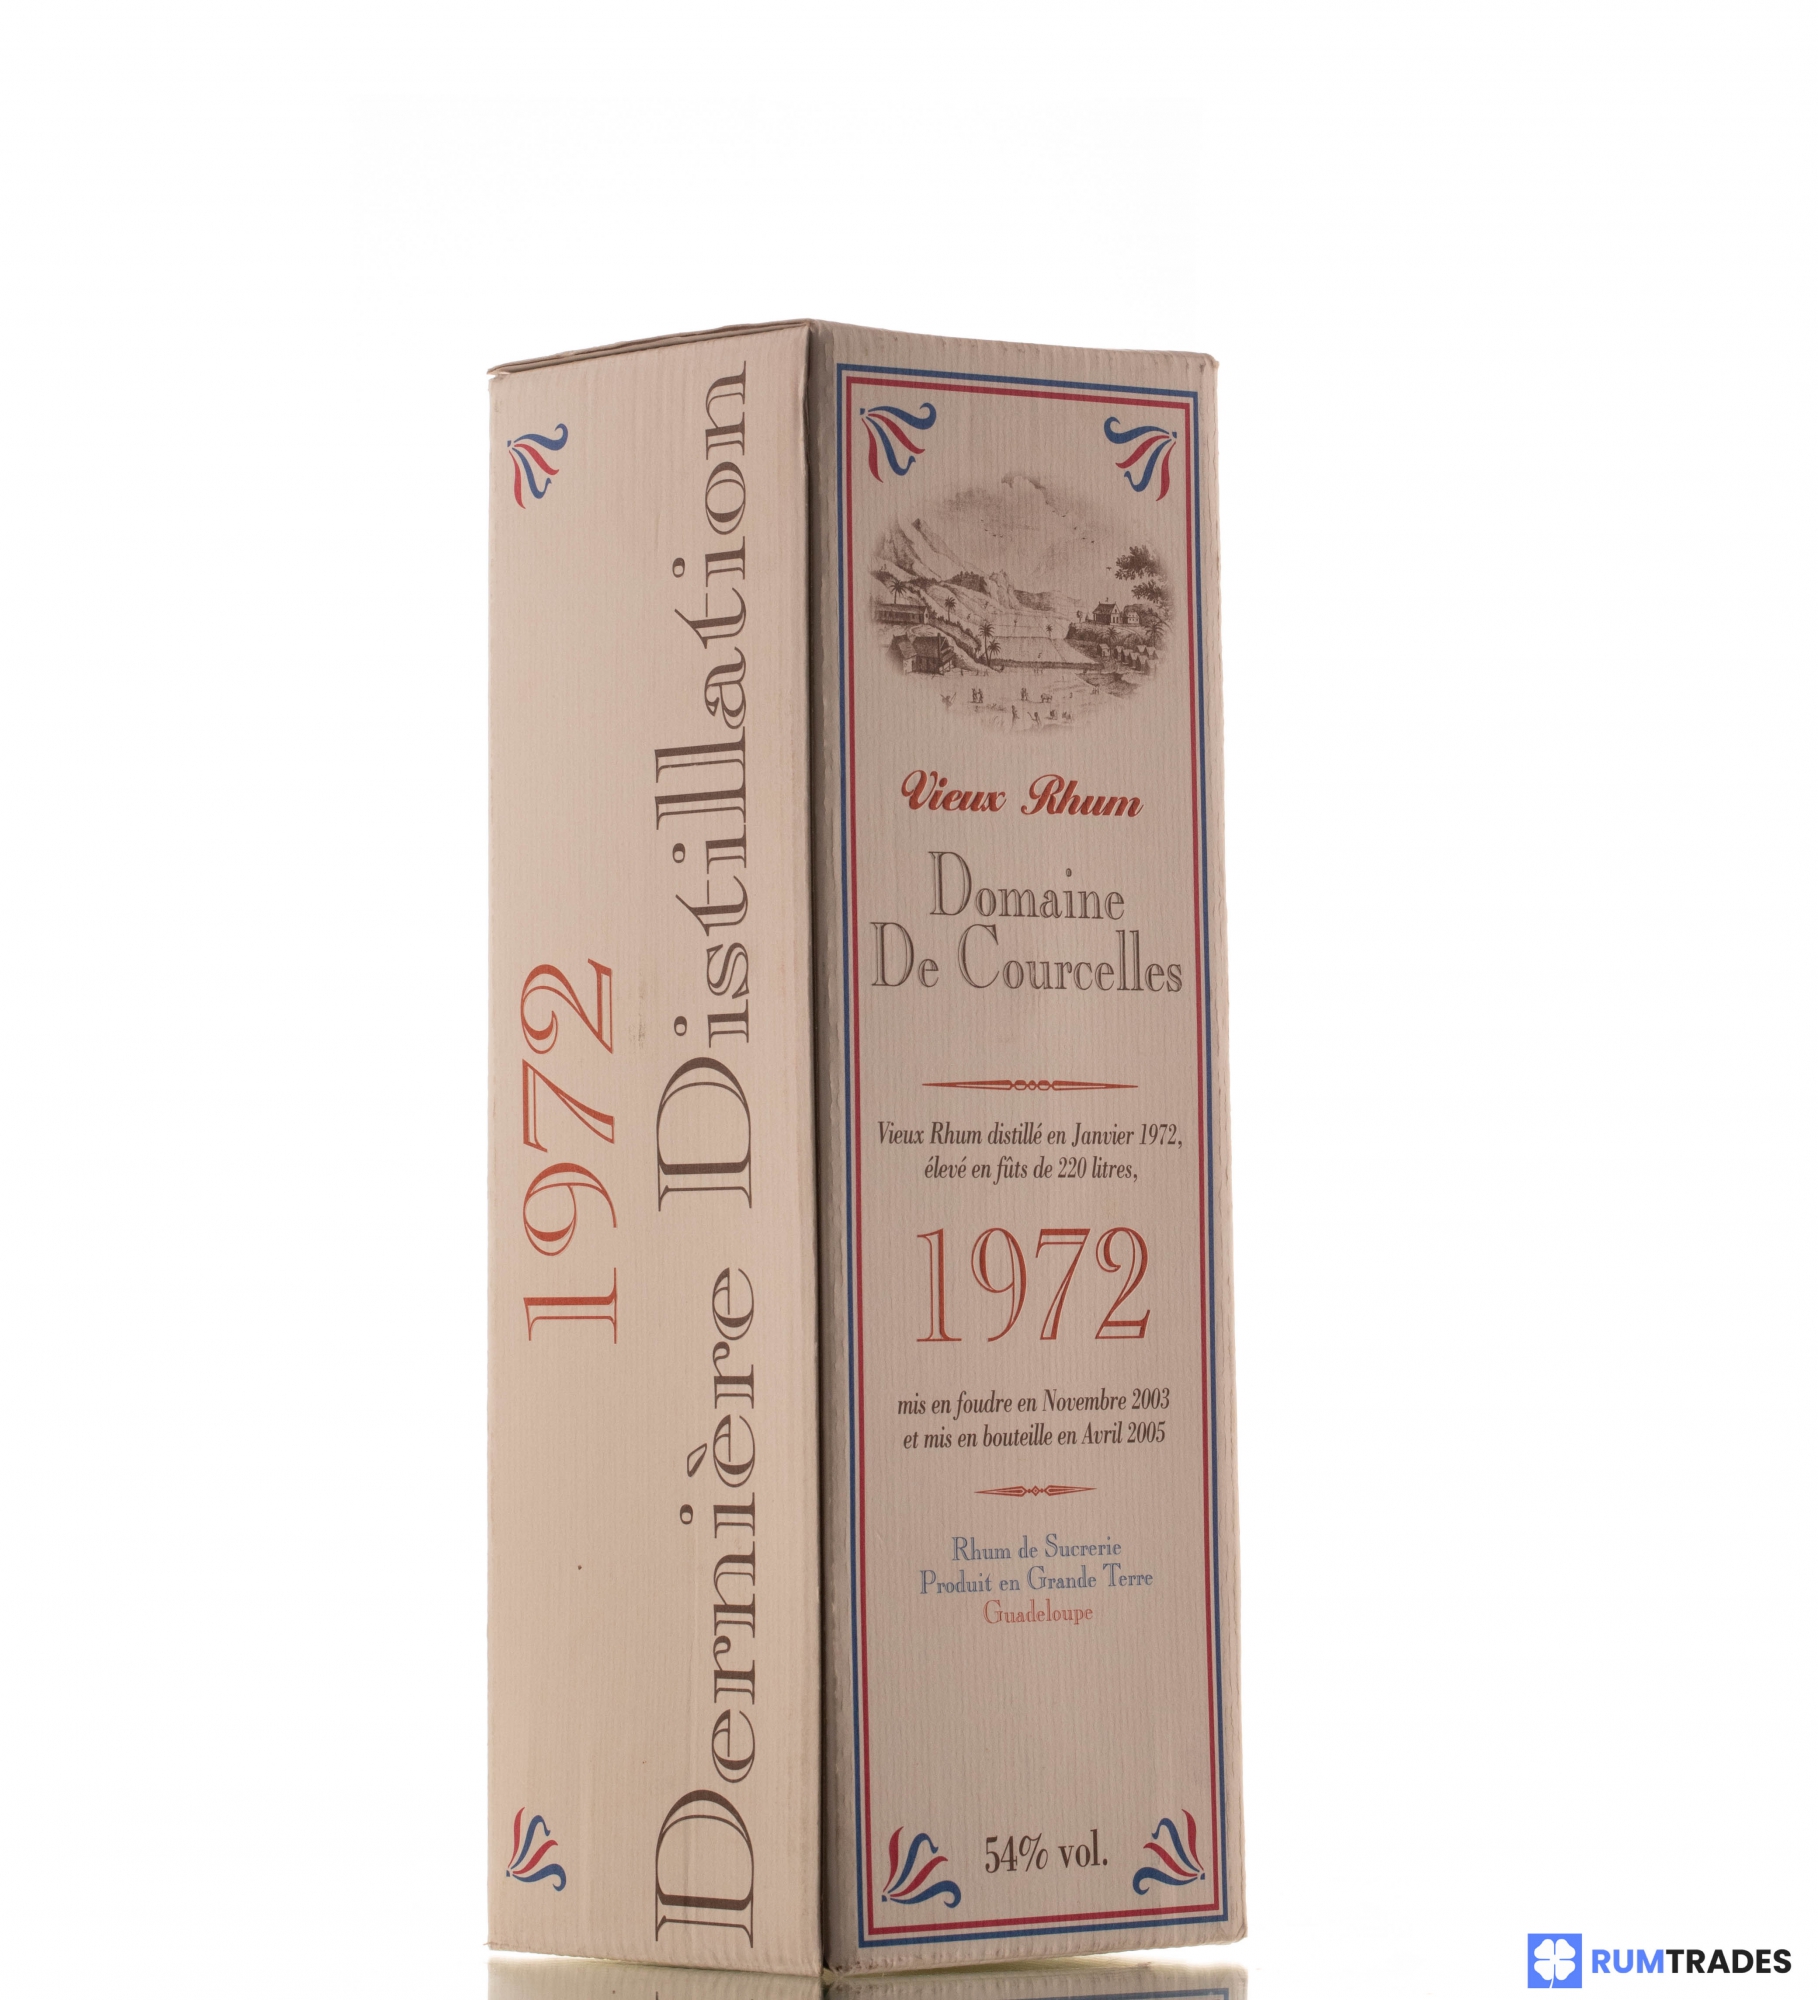 1972
Dernière Distillation
Vieux Rhum
Domaine
De Courcelles
Vieux Rhum distillé en Janvier 1972,
élevé en fûts de 220 litres,
1972
mis en foudre en Novembre 2003
et mis en bouteille en Avril 2005
Rhum de Sucrerie
Produit en Grande Terre
Guadeloupe
54% vol.
RUMTRADES